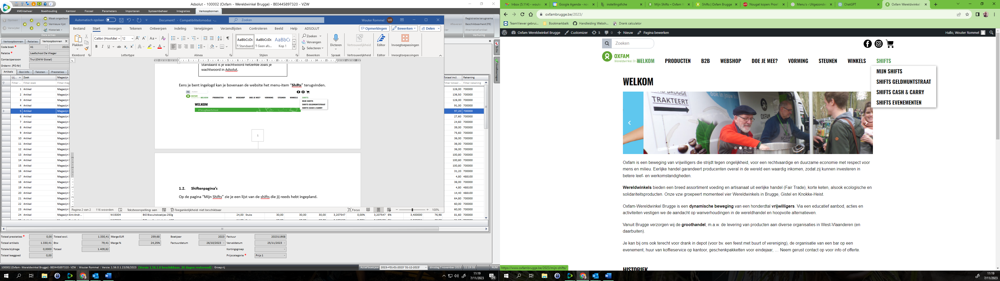 Adsolut - 100002 (Oxfam - Wereldwinkel Brugge) - BE0445897320 - VZW
KMO-beheer Boekhouding Kantoor Fiscaal Parameters Importeren Systeembeheer Integraties Verkoopbonnen
Opslaan
Verwijder
Maak ongedaan
Vernieuw lijst
Historiek
Data acties
Afleveren
Registratie terugname
Beschikbaarheid (F9)
Alternatief artikel
Verhuring
Verkoopbonnen Relaties Verkoopbonnen X
Code boek * A1 20232
Relatie * Leefschool De Vlieger
Contactpersoon Trui (OWW Gistel)
Ordernr. (PO-Nr)
Artikels Bon Info Teksten Prestaties
Lij... Zoek Magazijn
Filter ... Filter zoek Filter mag
1 Artikel Magazijn S
2 Artikel Magazijn S
3 Artikel Magazijn S
4 Artikel Magazijn S
5 Artikel Magazijn S
6 Artikel Magazijn S
7 Artikel Magazijn S
8 Artikel Magazijn S
9 Artikel Magazijn S
10 Artikel Magazijn S
11 Artikel Magazijn S
12 Artikel Magazijn S
13 Artikel Magazijn S
14 Artikel Magazijn S
15 Artikel Magazijn S
16 Artikel Magazijn S
17 Artikel Magazijn S
18 Artikel Magazijn S
19 Artikel Magazijn S
20 Artikel Magazijn S
21 Artikel Magazijn S
22 Artikel Magazijn S
23 Artikel Magazijn S
24 Artikel Magazijn Sint-Andr... W15004 BIO Biscuitskoekjes 250g 24,00 Stuks 30,00 30,00 30,00 3,207547 0,00% 3,207547 6% 3,400000 76,98 81,60 700000
Totaal incl. Rekening
Filter totaal ... Filter rekening
126,00 700000
136,50 700000
126,00 700000
91,00 700000
97,20 700000
27,60 700000
24,60 700000
39,00 700000
75,60 700000
36,00 700000
36,00 700000
36,00 700000
100,80 700000
100,80 700000
100,80 700000
31,20 700000
4,80 488100
36,00 700000
4,80 488100
14,40 488100
64,80 700000
60,00 700000
60,00 700000
To Do
Goedkeuringen
Automatisch opslaan Document1 - Compatibiliteitsmodus -... Zoeken Wouter Rommel WR
Bestand Start Invoegen Tekenen Ontwerpen Indeling Verwijzingen Verzendlijsten Controleren Beeld Help ADSOLUT Opmerkingen Bewerken Delen
Plakken
Klembord
Calibri (Hoofdtel 12
Lettertype
Alinea
AaBbCcDc AaBbCcDc AaBbCc
¶ Standaard ¶ Geen afs... Kop 1
Stijlen
Zoeken
Vervangen
Selecteren
Bewerken
Dicteren
Spraak
Vertrouwelijkheid
Vertrouwelijkheid
Editor
Editor
Invoegtoepassingen
Invoegtoepassingen
Standaard is je wachtwoord hetzelfde zoals je
wachtwoord in Adsolut.
Eens je bent ingelogd kan je bovenaan de website het menu-item “Shifts” terugvinden.
Zoeken
OXFAM
WELKOM PRODUCTEN B2B WEBSHOP DOE JE MEE? VORMING STEUNEN WINKELS SHIFTS
MIJN SHIFTS
SHIFTS GELDMUNTSTRAAT
SHIFTS CASH & CARRY
WELKOM
#TerugNaarSchool
1
1.2. Shiftenpagina’s
Op de pagina “Mijn Shifts” zie je een lijst van de shifts die jij reeds hebt ingepland.
Pagina 2 van 2 116 woorden Tekstvoorspelling: aan Toegankelijkheid: niet beschikbaar Focus 100%
Totaal prestaties * 0,00 Totaal excl. 1.330,41 Marge EUR 259,68 Boekjaar 2023 Factuur 202311908
Totaal artikels 1.330,41 Btw 79,41 Marge % 24,25% Factuurdatum 26/10/2023 Vervaldatum 25/11/2023
Totale bijdrage 0,0000 Totaal 1.409,82 Kortingsgroep
Totaal leeggoed 0,00 Prijscategorie * Prijs 1
100002 (Oxfam - Wereldwinkel Brugge) - BE0445897320 - VZW Wouter Rommel Versie: 1.56.0.1.23/08/2023 (Versie 1.56.1.0 beschikbaar, 26 dagen resterend) Groep rij Actief boekjaar 2023->'01-01-2023' '31-12-2023' dinsdag 7 november 2023 11:19:38 NUM
11:19
7/11/2023
26
Inbox (5.114) - woute Google Agenda - nov instellingsfiche Mijn Shifts – Oxfam W Shifts | Oxfam Brugge Nougat kopen: Proef Menu's ‹ Uitgezonde ChatGPT Oxfam Wereldwinkel
oxfambrugge.be/2023/
TeamViewer gebrui... Bookmarkbalk Handleiding Websh... Drank calculator
Oxfam Wereldwinkel Brugge Customizer 5 0 Nieuw Pagina bewerken Hallo, Wouter Rommel
Zoeken
OXFAM
WELKOM PRODUCTEN B2B WEBSHOP DOE JE MEE? VORMING STEUNEN WINKELS SHIFTS
MIJN SHIFTS
SHIFTS GELDMUNTSTRAAT
SHIFTS CASH & CARRY
SHIFTS EVENEMENTEN
WELKOM
BRUGGE
TRAKTEERT
ook in jouw
OXFAM
Oxfam is een beweging van vrijwilligers die strijdt tegen ongelijkheid, voor een rechtvaardige en duurzame economie met respect voor
mens en milieu. Eerlijke handel garandeert producenten overal in de wereld een waardig inkomen, zodat zij kunnen investeren in
betere leef- en werkomstandigheden.
Wereldwinkels bieden een breed assortiment voeding en artisanaat uit eerlijke handel (Fair Trade), korte keten, alsook ecologische en
solidariteitsproducten. Onze vzw groepeert momenteel vier Wereldwinkels in Brugge, Gistel en Knokke-Heist.
Oxfam-Wereldwinkel Brugge is een dynamische beweging van een honderdtal vrijwilligers. Via een educatief aanbod, acties en
activiteiten vestigen we de aandacht op wanverhoudingen in de wereldhandel en hoopvolle alternatieven.
Vanuit Brugge verzorgen wij de groothandel, m.a.w. de levering van producten aan diverse organisaties in West-Vlaanderen (en
daarbuiten).
Je kan bij ons ook terecht voor drank in depot (voor bv. een feest met buurt of vereniging), de organisatie van een bar op een
evenement, huur van koffieservice op kantoor, geschenkpakketten voor eindejaar, … Neem gerust contact op voor info of offerte.
HISTORIEK
https://www.oxfambrugge.be/2023/mijn-shifts/
11:19
7/11/2023